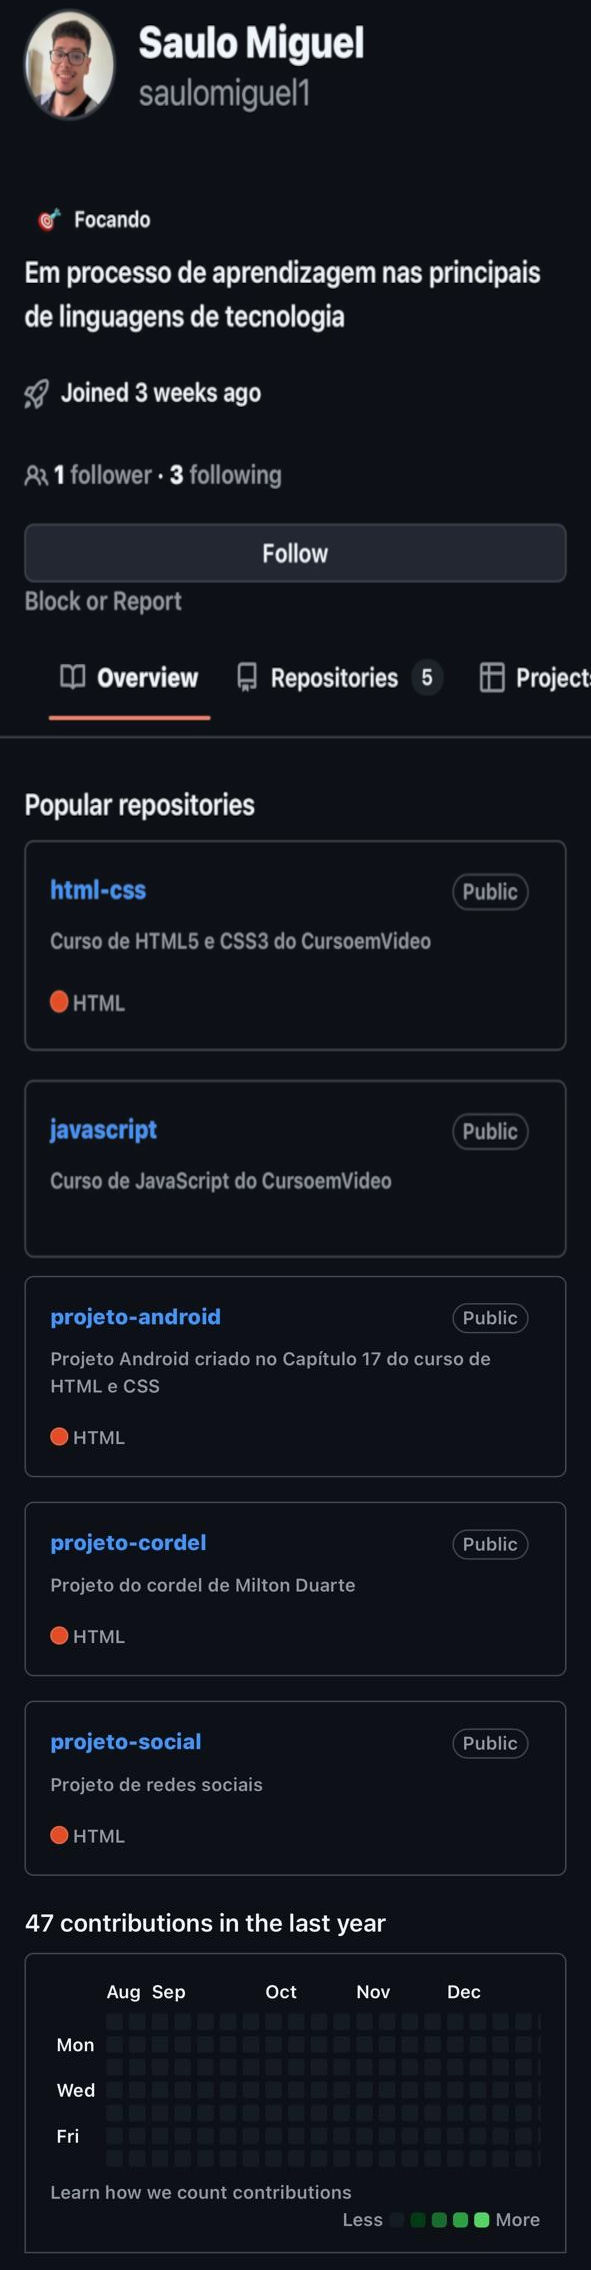 Saulo Miguel
saulomiguel1
Focando
Em processo de aprendizagem nas principais
de linguagens de tecnologia
Joined 3 weeks ago
1 follower · 3 following
Follow
Block or Report
Overview Repositories 5 Projects
Popular repositories
html-css Public
Curso de HTML5 e CSS3 do CursoemVideo
HTML
javascript Public
Curso de JavaScript do CursoemVideo
projeto-android Public
Projeto Android criado no Capítulo 17 do curso de
HTML e CSS
HTML
projeto-cordel Public
Projeto do cordel de Milton Duarte
HTML
projeto-social Public
Projeto de redes sociais
HTML
47 contributions in the last year
Aug Sep Oct Nov Dec
Mon
Wed
Fri
Learn how we count contributions
Less More